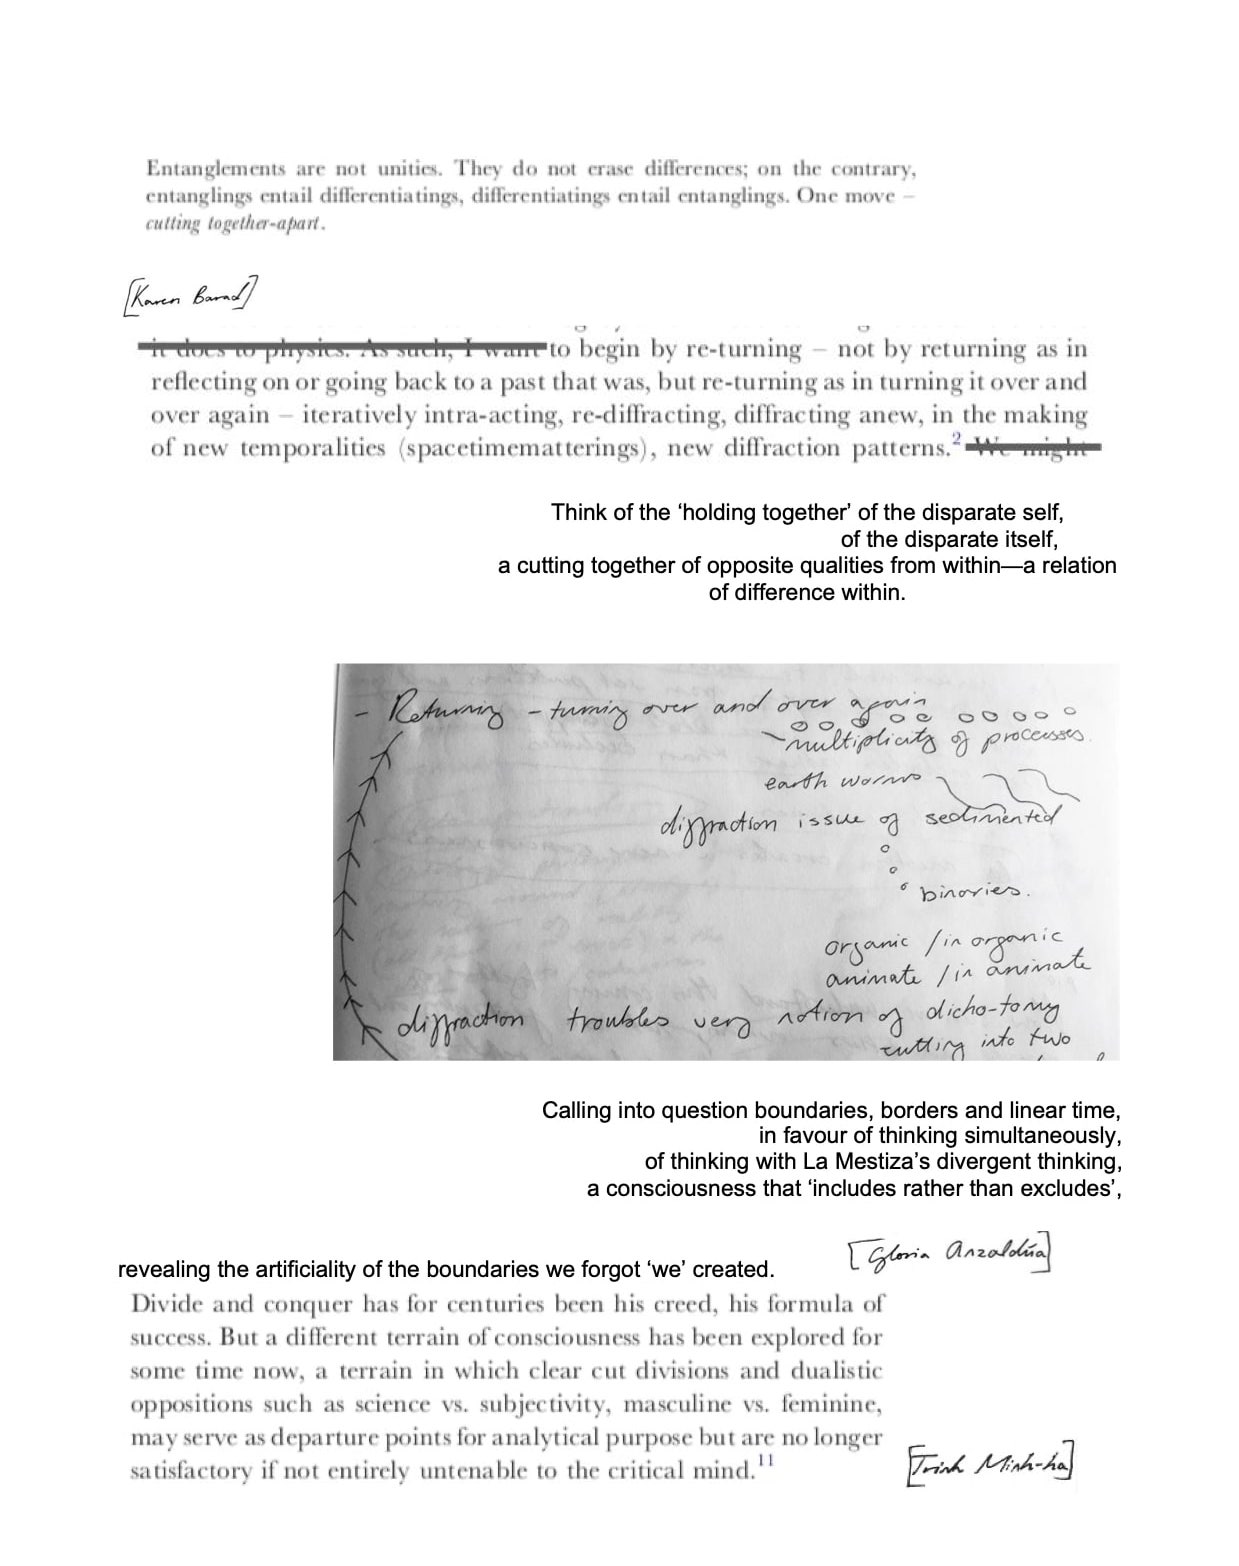 Entanglements are not unities. They do not erase differences; on the contrary,
entanglings entail differentiatings, differentiatings entail entanglings. One move –
cutting together-apart.
[Karen Barad]
it does to physics. As such, I want to begin by re-turning – not by returning as in
reflecting on or going back to a past that was, but re-turning as in turning it over and
over again – iteratively intra-acting, re-diffracting, diffracting anew, in the making
of new temporalities (spacetimematterings), new diffraction patterns.2 We might
Think of the ‘holding together’ of the disparate self,
of the disparate itself,
a cutting together of opposite qualities from within—a relation
of difference within.
- Returning - turning over and over again
multiplicity of processes.
earth worms
diffraction issue of sedimented
binaries.
organic / in organic
animate / in animate
diffraction troubles very notion of dicho-tomy
cutting into two
Calling into question boundaries, borders and linear time,
in favour of thinking simultaneously,
of thinking with La Mestiza’s divergent thinking,
a consciousness that ‘includes rather than excludes’,
[Gloria Anzaldúa]
revealing the artificiality of the boundaries we forgot ‘we’ created.
Divide and conquer has for centuries been his creed, his formula of
success. But a different terrain of consciousness has been explored for
some time now, a terrain in which clear cut divisions and dualistic
oppositions such as science vs. subjectivity, masculine vs. feminine,
may serve as departure points for analytical purpose but are no longer
satisfactory if not entirely untenable to the critical mind.11
[Trinh Minh-ha]